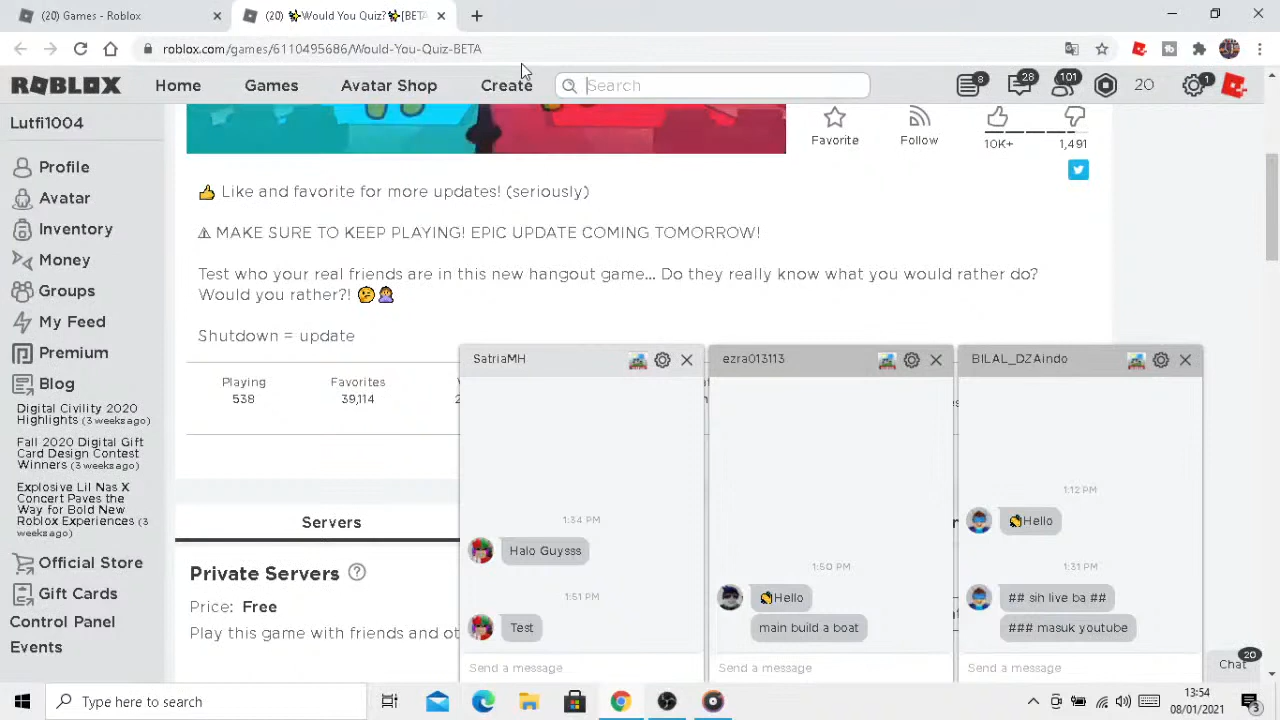 (20) Games - Roblox
(20) ✨Would You Quiz?✨[BETA
roblox.com/games/6110495686/Would-You-Quiz-BETA
ROBLOX Home Games Avatar Shop Create Search 8 28 101 20 1
Lutfi1004
Profile
Avatar
Inventory
Money
Groups
My Feed
Premium
Blog
Digital Civility 2020
Highlights (3 weeks ago)
Fall 2020 Digital Gift
Card Design Contest
Winners (3 weeks ago)
Explosive Lil Nas X
Concert Paves the
Way for Bold New
Roblox Experiences (3
weeks ago)
Official Store
Gift Cards
Control Panel
Events
Favorite Follow 10K+ 1,491
👍 Like and favorite for more updates! (seriously)
⚠ MAKE SURE TO KEEP PLAYING! EPIC UPDATE COMING TOMORROW!
Test who your real friends are in this new hangout game... Do they really know what you would rather do?
Would you rather?! 🤔🤷‍♀️
Shutdown = update
Playing Favorites
538 39,114
Servers
Private Servers
Price: Free
Play this game with friends and ot
SatriaMH
1:34 PM
Halo Guysss
1:51 PM
Test
Send a message
ezra013113
1:50 PM
👋Hello
main build a boat
Send a message
BILAL_DZAindo
1:12 PM
👋Hello
1:31 PM
## sih live ba ##
### masuk youtube
Send a message
Chat 20
Type here to search
13:54
08/01/2021
3